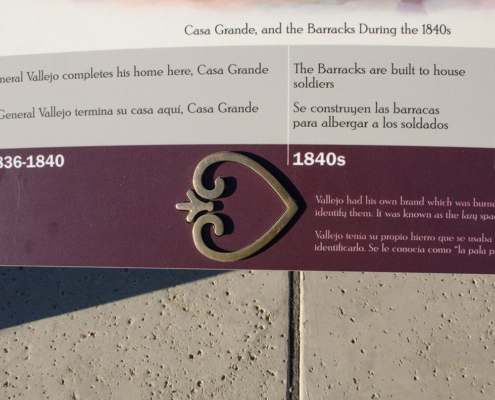 Casa Grande, and the Barracks During the 1840s
neral Vallejo completes his home here, Casa Grande
General Vallejo termina su casa aquí, Casa Grande
The Barracks are built to house
soldiers
Se construyen las barracas
para albergar a los soldados
836-1840
1840s
Vallejo had his own brand which was burne
identify them. It was known as the lazy spa
Vallejo tenía su propio hierro que se usaba
identificarlo. Se le conocía como "la pala p